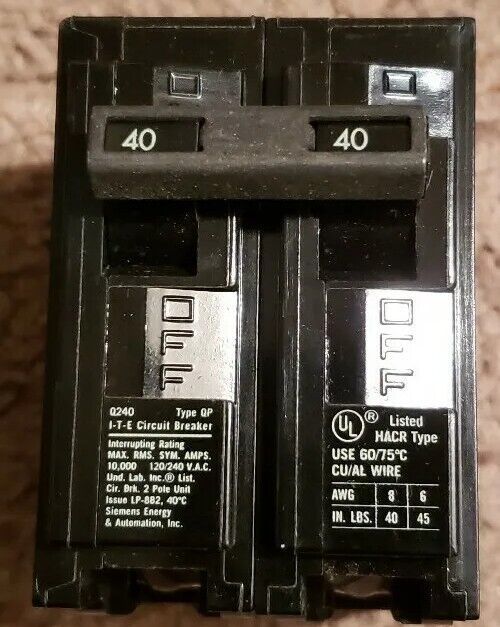 40 40
OFF
OFF
Q240 Type QP
I-T-E Circuit Breaker
Interrupting Rating
MAX. RMS. SYM. AMPS.
10,000 120/240 V.A.C.
Und. Lab. Inc.® List.
Cir. Brk. 2 Pole Unit
Issue LP-882, 40°C
Siemens Energy
& Automation, Inc.
UL® Listed
HACR Type
USE 60/75°C
CU/AL WIRE
AWG 8 6
IN. LBS. 40 45